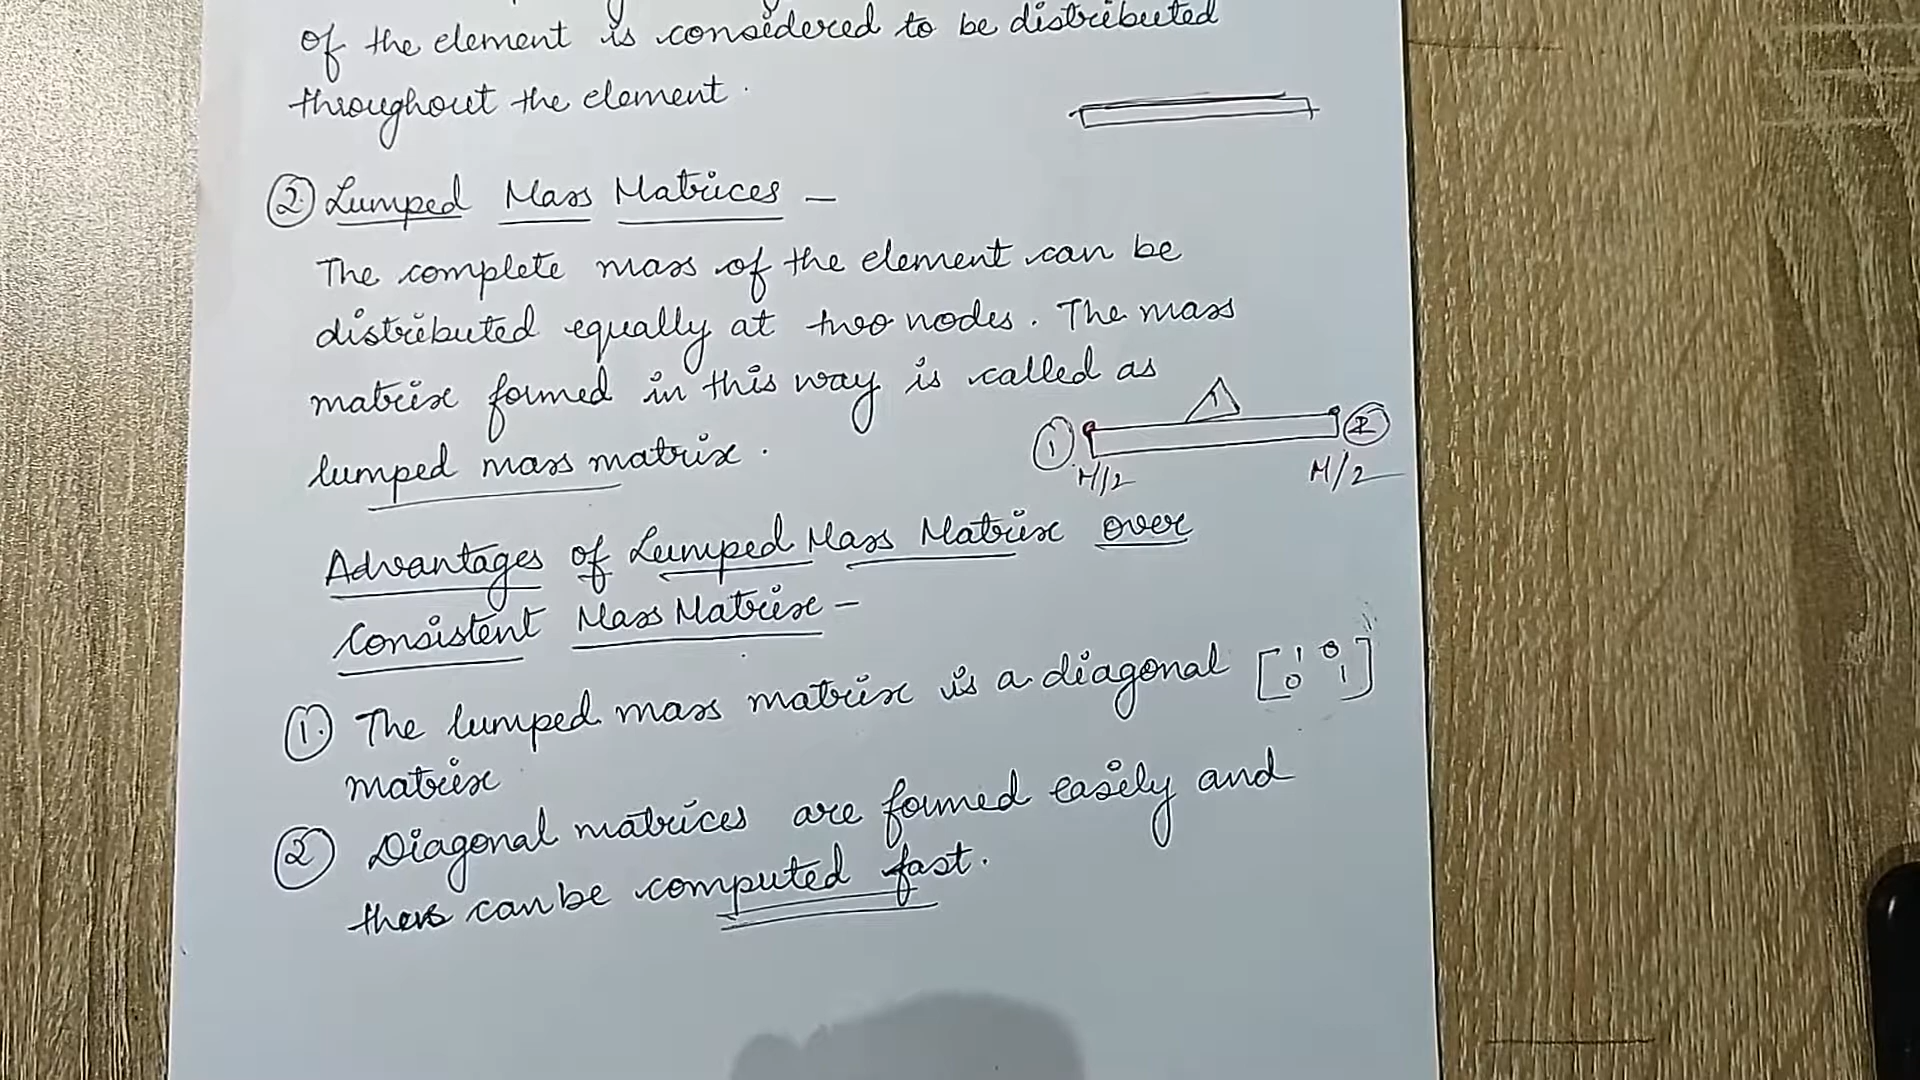 of the element is considered to be distributed
throughout the element.
② Lumped Mass Matrices -
The complete mass of the element can be
distributed equally at two nodes. The mass
matrix formed in this way is called as
lumped mass matrix.
1
① ②
M/2 M/2
Advantages of Lumped Mass Matrix over
Consistent Mass Matrix -
① The lumped mass matrix is a diagonal [1 0
0 1]
matrix
② Diagonal matrices are formed easily and
can be computed fast.